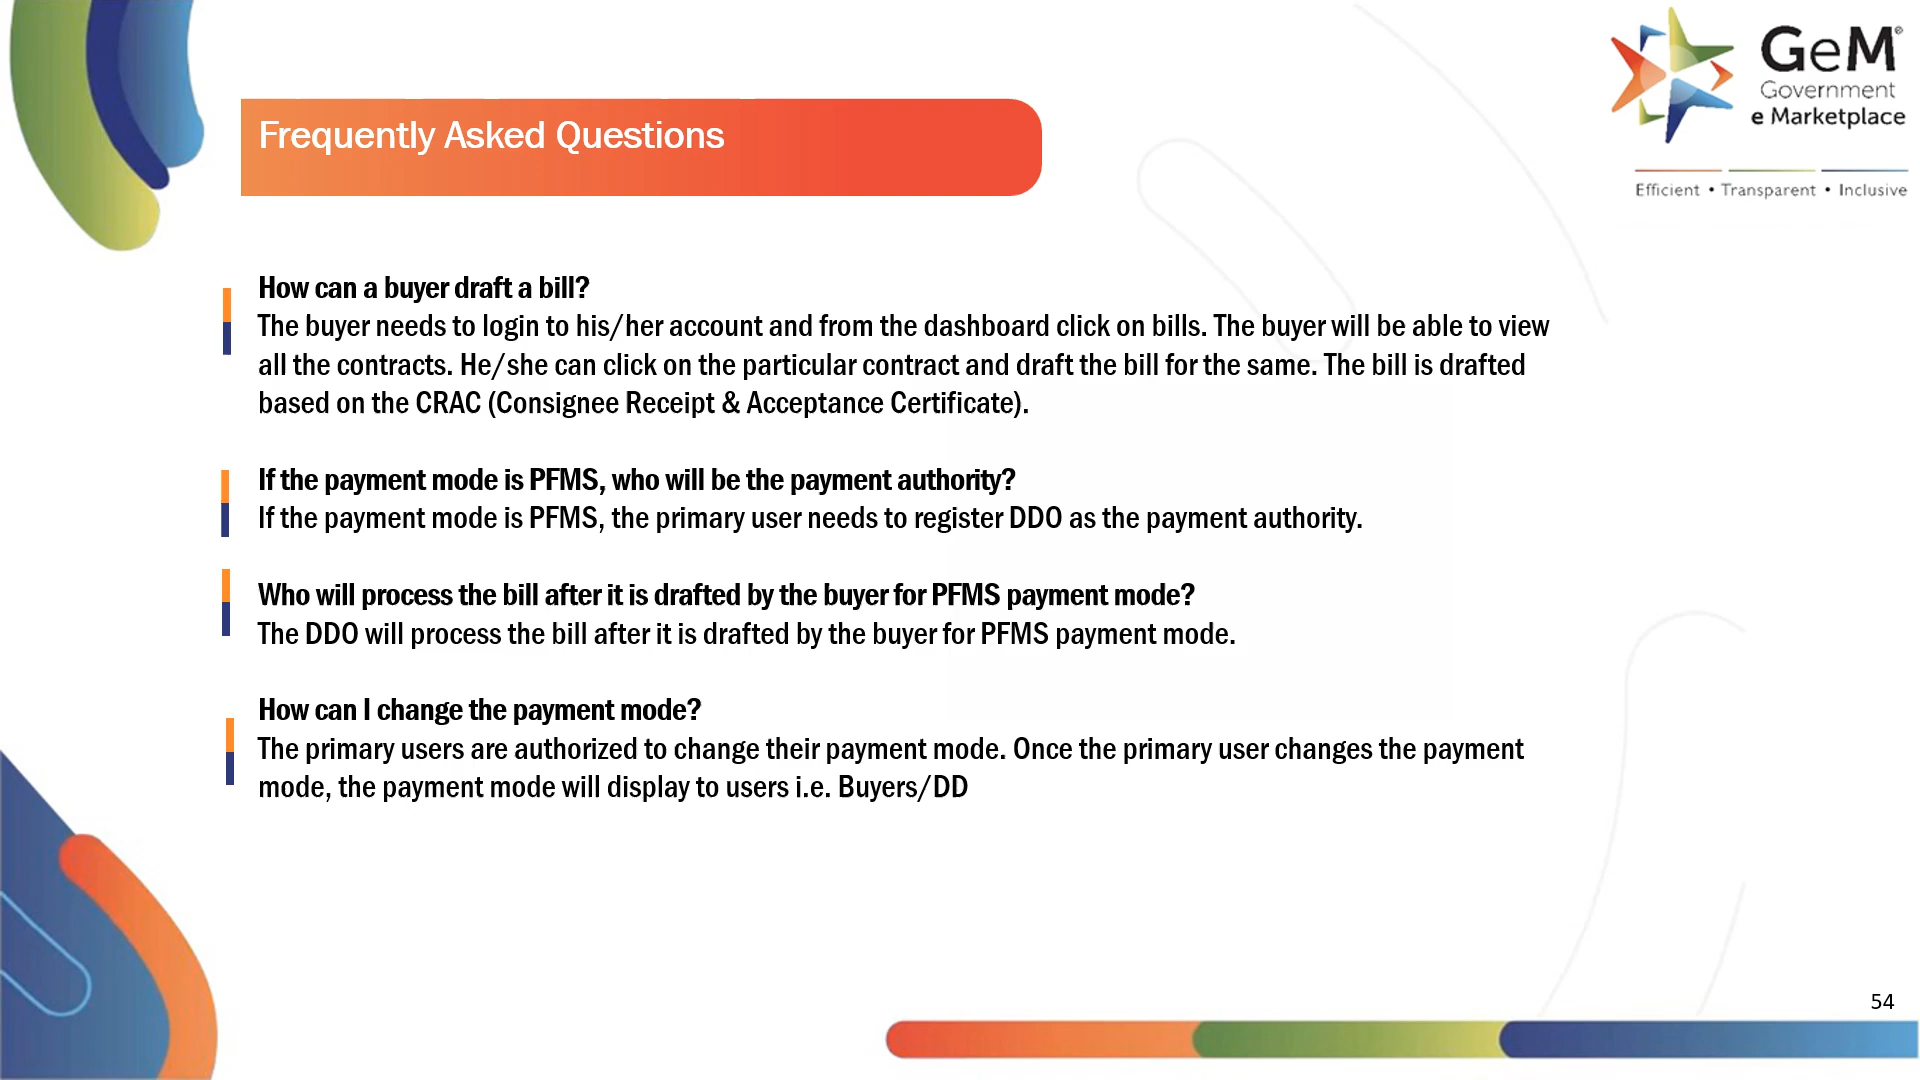 GeM®
Government
e Marketplace
Efficient • Transparent • Inclusive
Frequently Asked Questions
How can a buyer draft a bill?
The buyer needs to login to his/her account and from the dashboard click on bills. The buyer will be able to view
all the contracts. He/she can click on the particular contract and draft the bill for the same. The bill is drafted
based on the CRAC (Consignee Receipt & Acceptance Certificate).
If the payment mode is PFMS, who will be the payment authority?
If the payment mode is PFMS, the primary user needs to register DDO as the payment authority.
Who will process the bill after it is drafted by the buyer for PFMS payment mode?
The DDO will process the bill after it is drafted by the buyer for PFMS payment mode.
How can I change the payment mode?
The primary users are authorized to change their payment mode. Once the primary user changes the payment
mode, the payment mode will display to users i.e. Buyers/DD
54